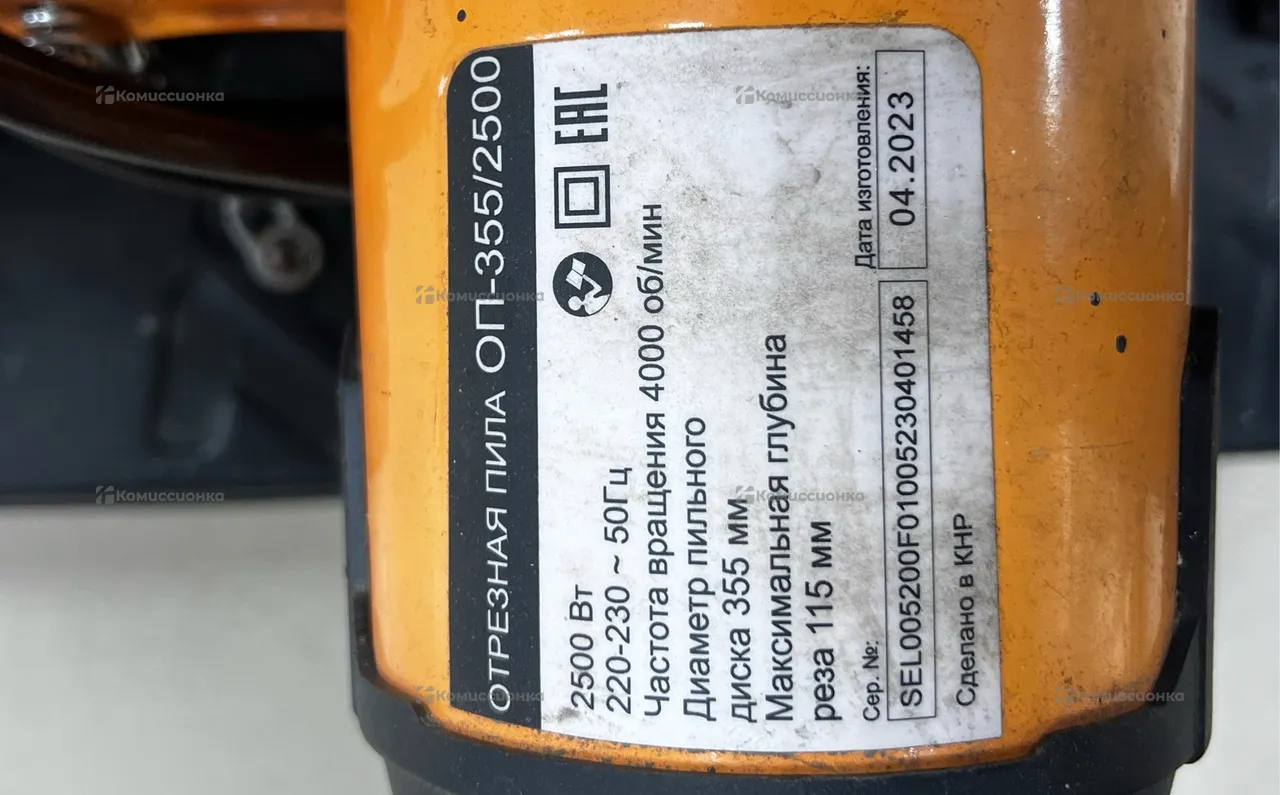 ОТРЕЗНАЯ ПИЛА ОП-355/2500
2500 Вт
220-230 ~ 50Гц
Частота вращения 4000 об/мин
Диаметр пильного
диска 355 мм
Максимальная глубина
реза 115 мм
EAC
Сер. №:
SEL005200F0100523040​1458
Дата изготовления:
04.2023
Сделано в КНР
Комиссионка
Комиссионка
Комиссионка
Комиссионка
Комиссионка
Комиссионка
Комиссионка
Комиссионка